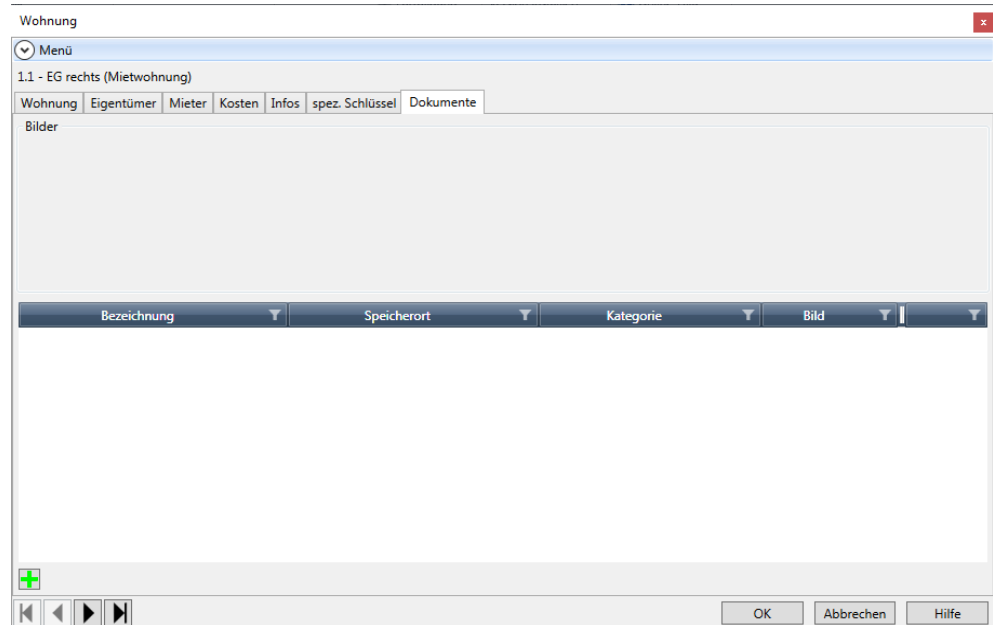 Wohnung
x
Menü
1.1 - EG rechts (Mietwohnung)
Wohnung Eigentümer Mieter Kosten Infos spez. Schlüssel Dokumente
Bilder
Bezeichnung Speicherort Kategorie Bild
OK Abbrechen Hilfe